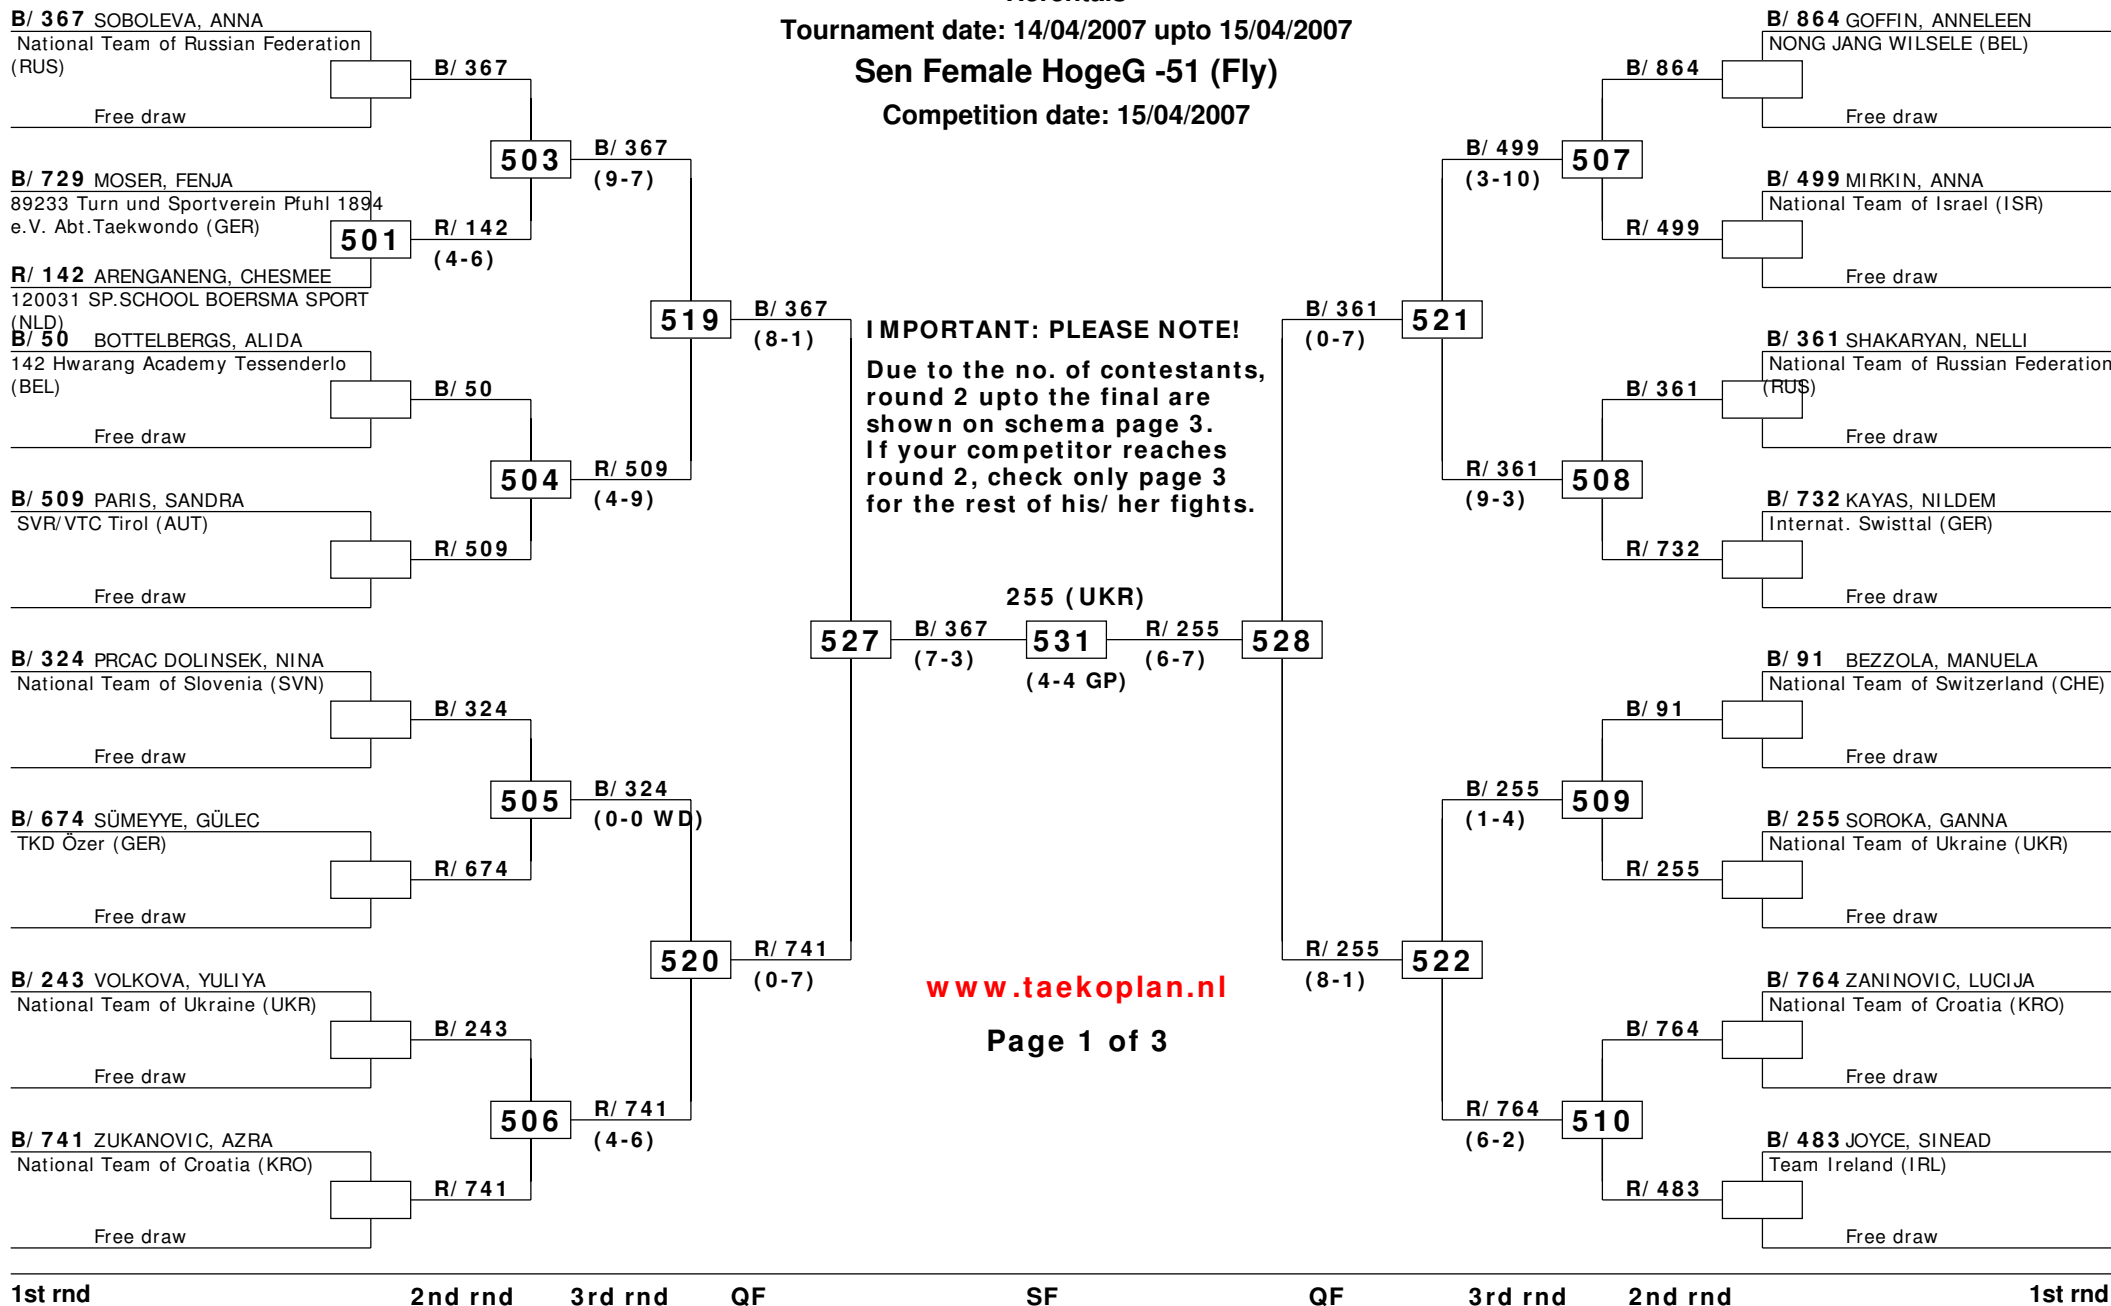 Tournament date: 14/04/2007 upto 15/04/2007
Sen Female HogeG -51 (Fly)
Competition date: 15/04/2007
B/ 367 SOBOLEVA, ANNA
National Team of Russian Federation
(RUS)
Free draw
B/ 729 MOSER, FENJA
89233 Turn und Sportverein Pfuhl 1894
e.V. Abt.Taekwondo (GER)
R/ 142 ARENGANENG, CHESMEE
120031 SP.SCHOOL BOERSMA SPORT
(NLD)
B/ 50 BOTTELBERGS, ALIDA
142 Hwarang Academy Tessenderlo
(BEL)
Free draw
B/ 509 PARIS, SANDRA
SVR/VTC Tirol (AUT)
Free draw
B/ 324 PRCAC DOLINSEK, NINA
National Team of Slovenia (SVN)
Free draw
B/ 674 SÜMEYYE, GÜLEC
TKD Özer (GER)
Free draw
B/ 243 VOLKOVA, YULIYA
National Team of Ukraine (UKR)
Free draw
B/ 741 ZUKANOVIC, AZRA
National Team of Croatia (KRO)
Free draw
501
B/ 367
R/ 142
(4-6)
B/ 50
R/ 509
B/ 324
R/ 674
B/ 243
R/ 741
503
504
505
506
B/ 367
(9-7)
R/ 509
(4-9)
B/ 324
(0-0 WD)
R/ 741
(4-6)
519
520
B/ 367
(8-1)
R/ 741
(0-7)
IMPORTANT: PLEASE NOTE!
Due to the no. of contestants,
round 2 upto the final are
shown on schema page 3.
If your competitor reaches
round 2, check only page 3
for the rest of his/ her fights.
255 (UKR)
527
B/ 367
(7-3)
531
(4-4 GP)
R/ 255
(6-7)
528
www.taekoplan.nl
Page 1 of 3
B/ 361
(0-7)
R/ 255
(8-1)
521
522
B/ 499
(3-10)
R/ 361
(9-3)
B/ 255
(1-4)
R/ 764
(6-2)
507
508
509
510
B/ 864
R/ 499
B/ 361
R/ 732
B/ 91
R/ 255
B/ 764
R/ 483
B/ 864 GOFFIN, ANNELEEN
NONG JANG WILSELE (BEL)
Free draw
B/ 499 MIRKIN, ANNA
National Team of Israel (ISR)
Free draw
B/ 361 SHAKARYAN, NELLI
National Team of Russian Federation
(RUS)
Free draw
B/ 732 KAYAS, NILDEM
Internat. Swisttal (GER)
Free draw
B/ 91 BEZZOLA, MANUELA
National Team of Switzerland (CHE)
Free draw
B/ 255 SOROKA, GANNA
National Team of Ukraine (UKR)
Free draw
B/ 764 ZANINOVIC, LUCIJA
National Team of Croatia (KRO)
Free draw
B/ 483 JOYCE, SINEAD
Team Ireland (IRL)
Free draw
1st rnd 2nd rnd 3rd rnd QF SF QF 3rd rnd 2nd rnd 1st rnd